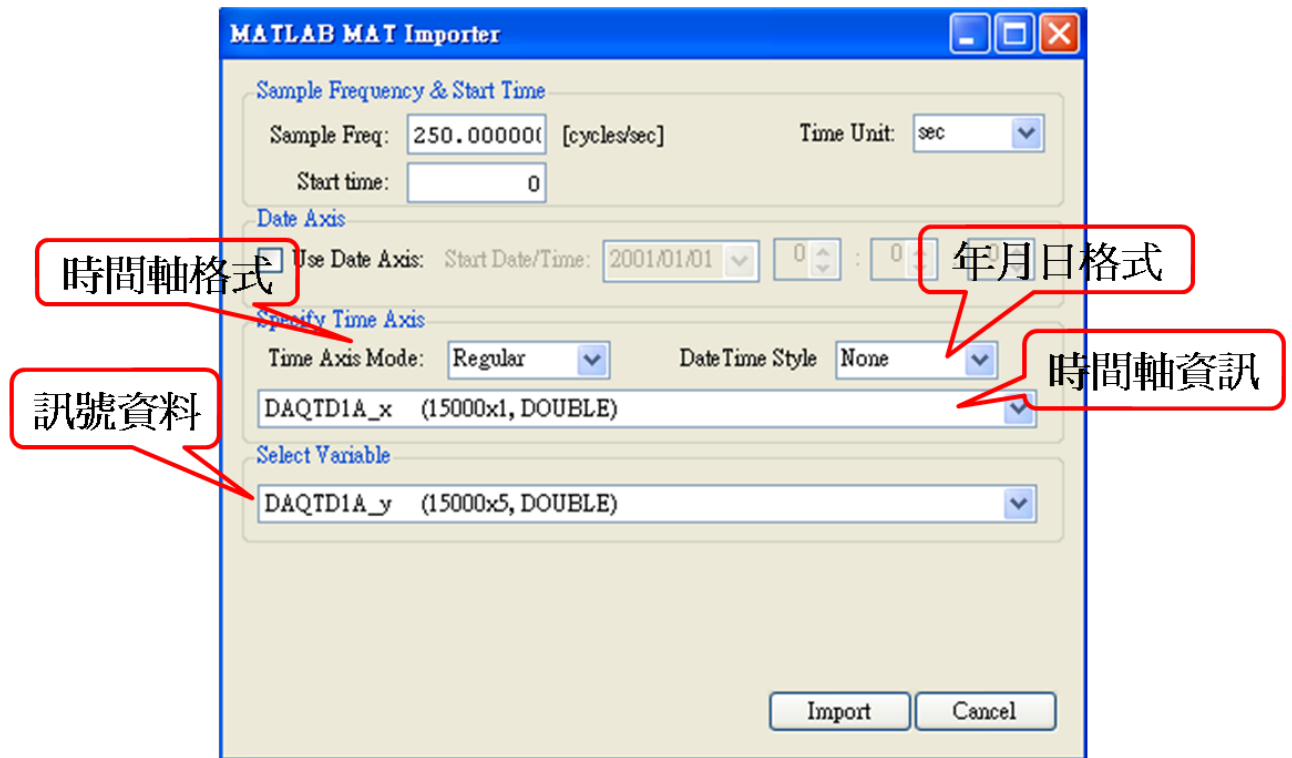 MATLAB MAT Importer
Sample Frequency & Start Time
Sample Freq: 250.000000 [cycles/sec] Time Unit: sec
Start time: 0
Date Axis
Use Date Axis: Start Date/Time: 2001/01/01 0 : 0 : 0
時間軸格式
年月日格式
Specify Time Axis
Time Axis Mode: Regular DateTime Style None
時間軸資訊
DAQTD1A_x (15000x1, DOUBLE)
訊號資料
Select Variable
DAQTD1A_y (15000x5, DOUBLE)
Import Cancel